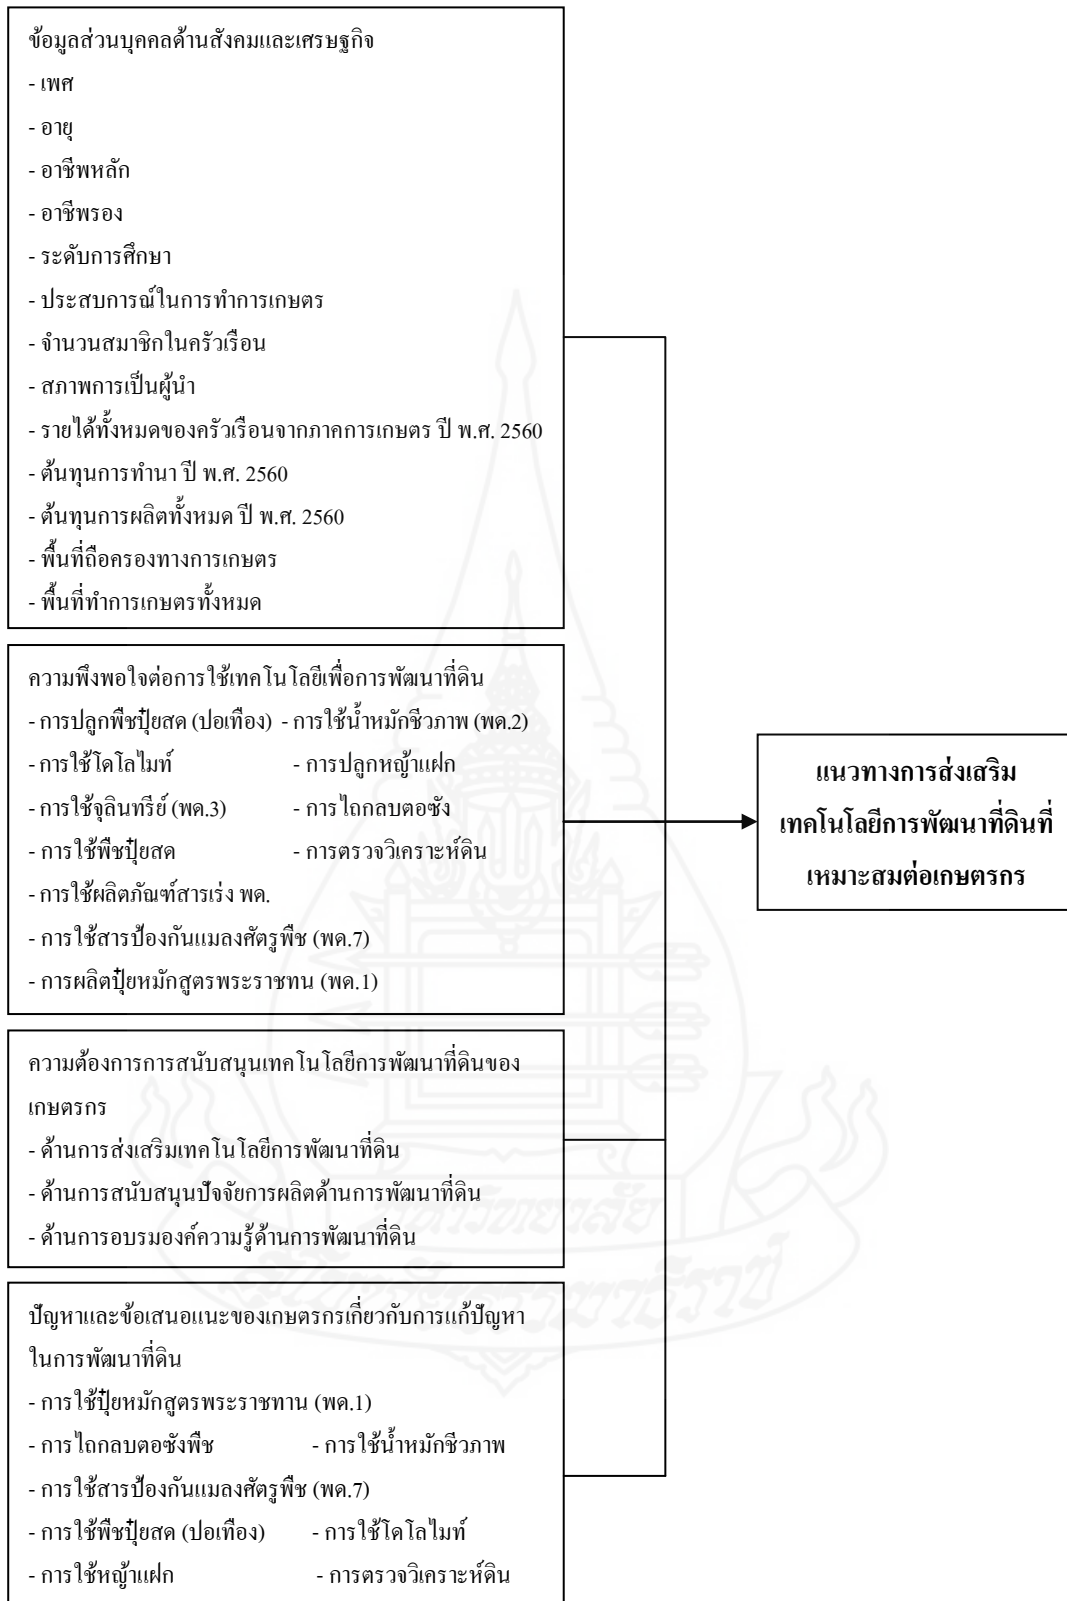 ข้อมูลส่วนบุคคลด้านสังคมและเศรษฐกิจ
- เพศ
- อายุ
- อาชีพหลัก
- อาชีพรอง
- ระดับการศึกษา
- ประสบการณ์ในการทำการเกษตร
- จำนวนสมาชิกในครัวเรือน
- สภาพการเป็นผู้นำ
- รายได้ทั้งหมดของครัวเรือนจากภาคการเกษตร ปี พ.ศ. 2560
- ต้นทุนการทำนา ปี พ.ศ. 2560
- ต้นทุนการผลิตทั้งหมด ปี พ.ศ. 2560
- พื้นที่ถือครองทางการเกษตร
- พื้นที่ทำการเกษตรทั้งหมด
ความพึงพอใจต่อการใช้เทคโนโลยีเพื่อการพัฒนาที่ดิน
- การปลูกพืชปุ๋ยสด (ปอเทือง) - การใช้น้ำหมักชีวภาพ (พด.2)
- การใช้โดโลไมท์ - การปลูกหญ้าแฝก
- การใช้จุลินทรีย์ (พด.3) - การไถกลบตอซัง
- การใช้พืชปุ๋ยสด - การตรวจวิเคราะห์ดิน
- การใช้ผลิตภัณฑ์สารเร่ง พด.
- การใช้สารป้องกันแมลงศัตรูพืช (พด.7)
- การผลิตปุ๋ยหมักสูตรพระราชทน (พด.1)
ความต้องการการสนับสนุนเทคโนโลยีการพัฒนาที่ดินของ
เกษตรกร
- ด้านการส่งเสริมเทคโนโลยีการพัฒนาที่ดิน
- ด้านการสนับสนุนปัจจัยการผลิตด้านการพัฒนาที่ดิน
- ด้านการอบรมองค์ความรู้ด้านการพัฒนาที่ดิน
ปัญหาและข้อเสนอแนะของเกษตรกรเกี่ยวกับการแก้ปัญหา
ในการพัฒนาที่ดิน
- การใช้ปุ๋ยหมักสูตรพระราชทาน (พด.1)
- การไถกลบตอซังพืช - การใช้น้ำหมักชีวภาพ
- การใช้สารป้องกันแมลงศัตรูพืช (พด.7)
- การใช้พืชปุ๋ยสด (ปอเทือง) - การใช้โดโลไมท์
- การใช้หญ้าแฝก - การตรวจวิเคราะห์ดิน
แนวทางการส่งเสริม
เทคโนโลยีการพัฒนาที่ดินที่
เหมาะสมต่อเกษตรกร
มหาวิทยาลัย
สุโขทัยธรรมาธิราช